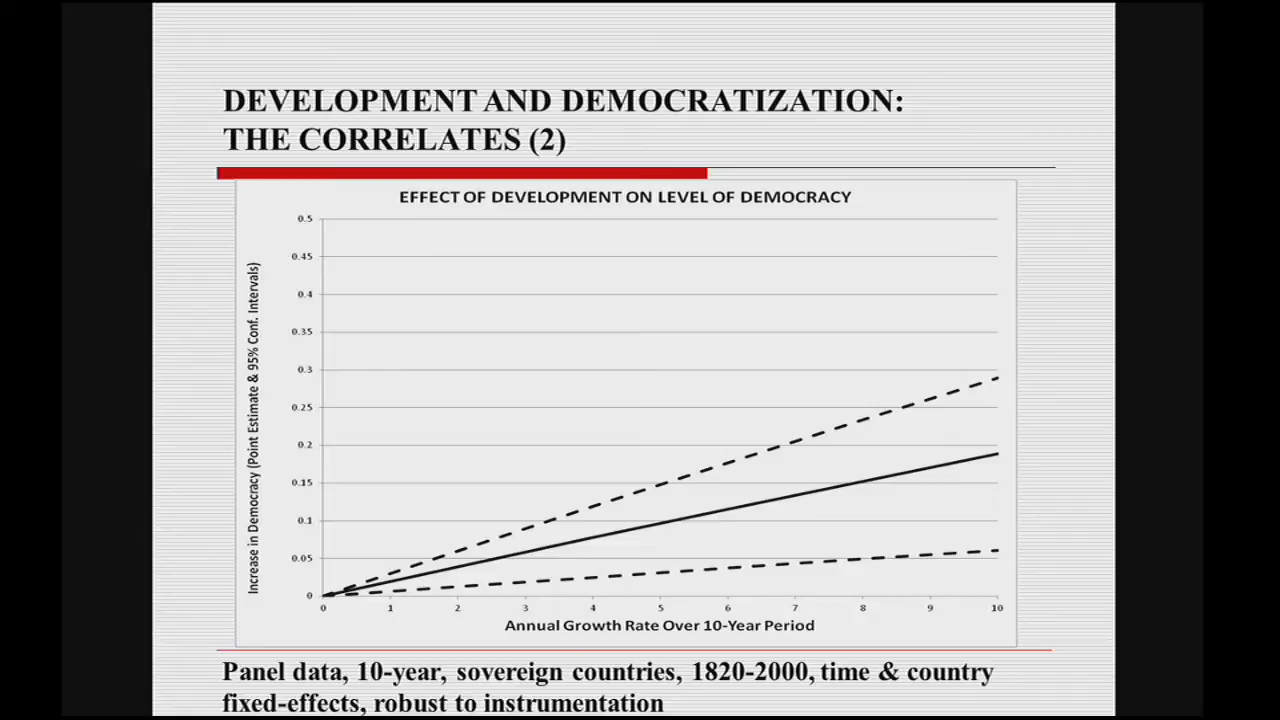 DEVELOPMENT AND DEMOCRATIZATION:
THE CORRELATES (2)
EFFECT OF DEVELOPMENT ON LEVEL OF DEMOCRACY
Increase in Democracy (Point Estimate & 95% Conf. Intervals)
0.5
0.45
0.4
0.35
0.3
0.25
0.2
0.15
0.1
0.05
0
0 1 2 3 4 5 6 7 8 9 10
Annual Growth Rate Over 10-Year Period
Panel data, 10-year, sovereign countries, 1820-2000, time & country
fixed-effects, robust to instrumentation